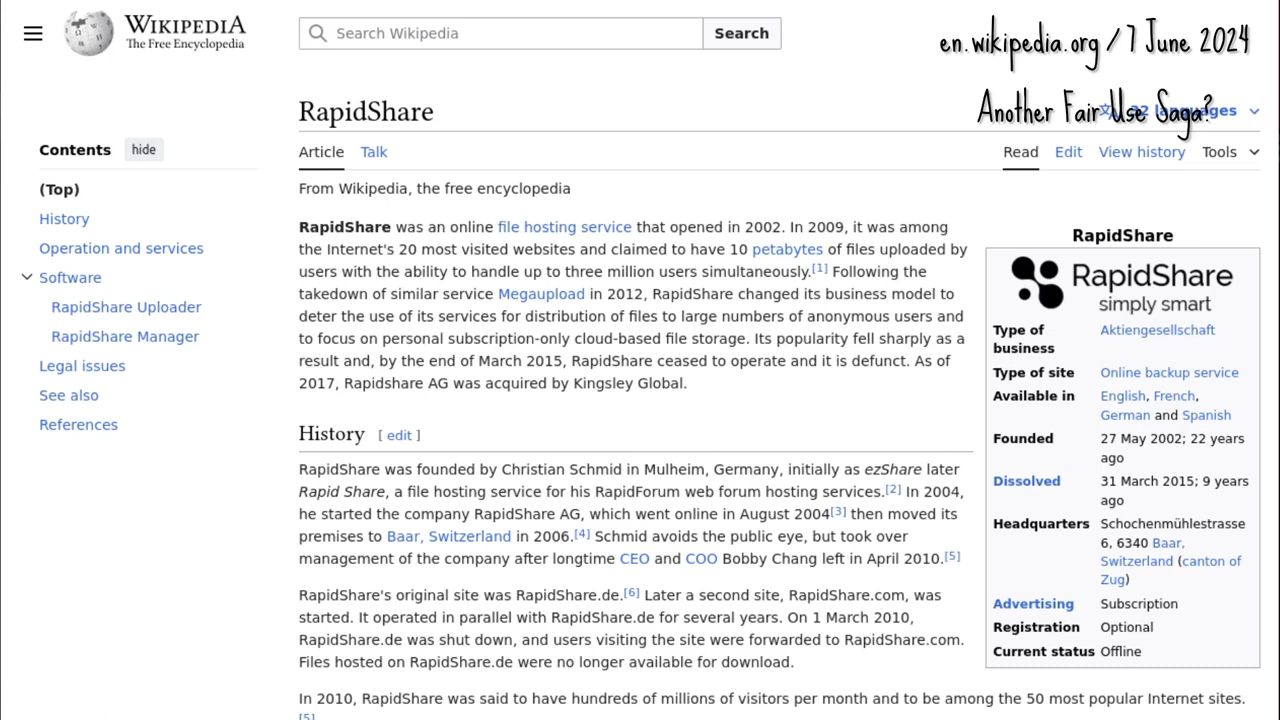 WIKIPEDIA
The Free Encyclopedia
Search Wikipedia
Search
en.wikipedia.org / 7 June 2024
Another Fair Use Saga?
RapidShare
languages
Contents
hide
Article
Talk
Read
Edit
View history
Tools
(Top)
History
Operation and services
Software
RapidShare Uploader
RapidShare Manager
Legal issues
See also
References
From Wikipedia, the free encyclopedia
RapidShare was an online file hosting service that opened in 2002. In 2009, it was among
the Internet's 20 most visited websites and claimed to have 10 petabytes of files uploaded by
users with the ability to handle up to three million users simultaneously.[1] Following the
takedown of similar service Megaupload in 2012, RapidShare changed its business model to
deter the use of its services for distribution of files to large numbers of anonymous users and
to focus on personal subscription-only cloud-based file storage. Its popularity fell sharply as a
result and, by the end of March 2015, RapidShare ceased to operate and it is defunct. As of
2017, Rapidshare AG was acquired by Kingsley Global.
History [ edit ]
RapidShare was founded by Christian Schmid in Mulheim, Germany, initially as ezShare later
Rapid Share, a file hosting service for his RapidForum web forum hosting services.[2] In 2004,
he started the company RapidShare AG, which went online in August 2004[3] then moved its
premises to Baar, Switzerland in 2006.[4] Schmid avoids the public eye, but took over
management of the company after longtime CEO and COO Bobby Chang left in April 2010.[5]
RapidShare's original site was RapidShare.de.[6] Later a second site, RapidShare.com, was
started. It operated in parallel with RapidShare.de for several years. On 1 March 2010,
RapidShare.de was shut down, and users visiting the site were forwarded to RapidShare.com.
Files hosted on RapidShare.de were no longer available for download.
In 2010, RapidShare was said to have hundreds of millions of visitors per month and to be among the 50 most popular Internet sites.
[5]
RapidShare
RapidShare
simply smart
Type of business Aktiengesellschaft
Type of site Online backup service
Available in English, French,
German and Spanish
Founded 27 May 2002; 22 years
ago
Dissolved 31 March 2015; 9 years
ago
Headquarters Schochenmühlestrasse
6, 6340 Baar,
Switzerland (canton of
Zug)
Advertising Subscription
Registration Optional
Current status Offline